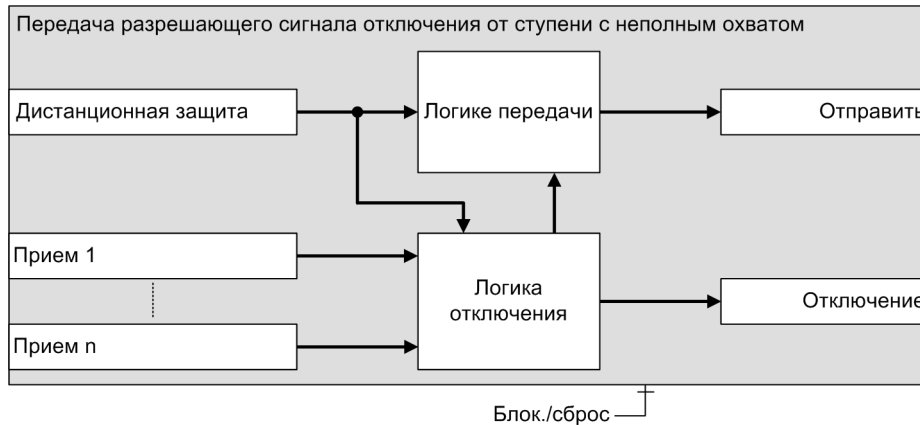 Передача разрешающего сигнала отключения от ступени с неполным охватом
Дистанционная защита
Логике передачи
Отправить
Прием 1
Логика
отключения
Отключение
Прием n
Блок./сброс